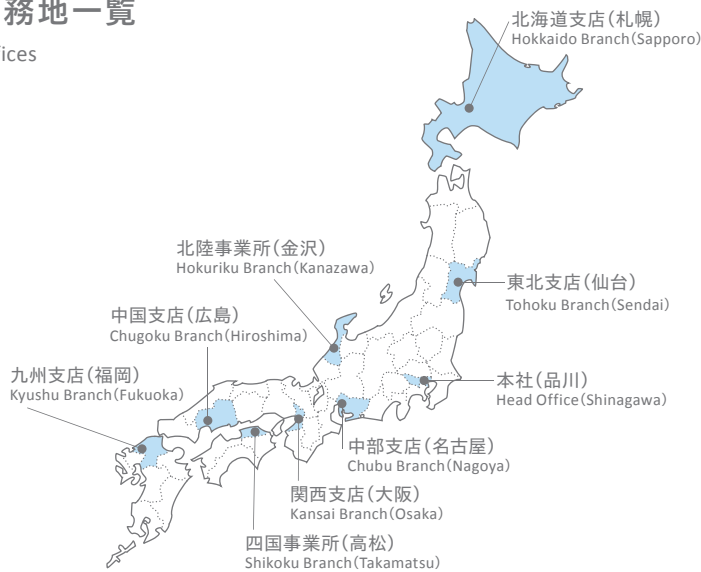 務地一覧
ices
北海道支店（札幌）
Hokkaido Branch（Sapporo）
北陸事業所（金沢）
Hokuriku Branch（Kanazawa）
東北支店（仙台）
Tohoku Branch（Sendai）
中国支店（広島）
Chugoku Branch（Hiroshima）
九州支店（福岡）
Kyushu Branch（Fukuoka）
本社（品川）
Head Office（Shinagawa）
中部支店（名古屋）
Chubu Branch（Nagoya）
関西支店（大阪）
Kansai Branch（Osaka）
四国事業所（高松）
Shikoku Branch（Takamatsu）